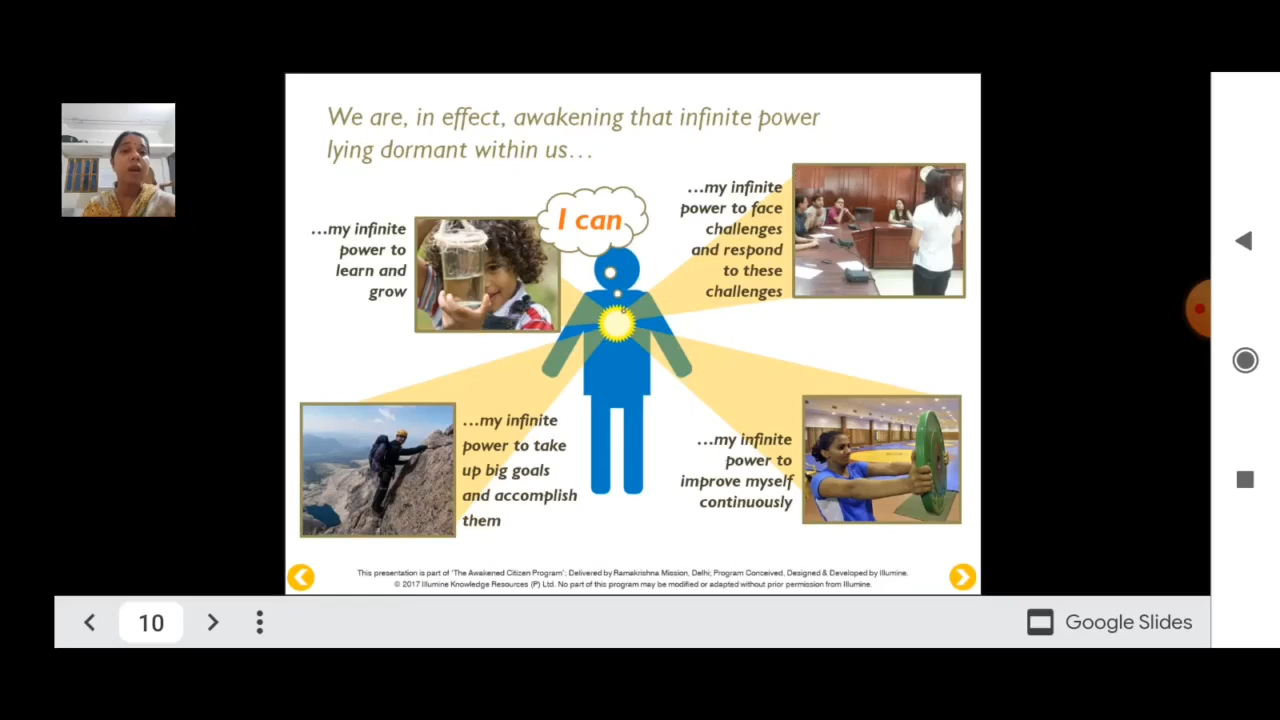 We are, in effect, awakening that infinite power
lying dormant within us...
...my infinite
power to
learn and
grow
I can
...my infinite
power to face
challenges
and respond
to these
challenges
...my infinite
power to take
up big goals
and accomplish
them
...my infinite
power to
improve myself
continuously
This presentation is part of 'The Awakened Citizen Program'; Delivered by Ramakrishna Mission, Delhi; Program Conceived, Designed & Developed by Illumine.
© 2017 Illumine Knowledge Resources (P) Ltd. No part of this program may be modified or adapted without prior permission from Illumine.
10
Google Slides